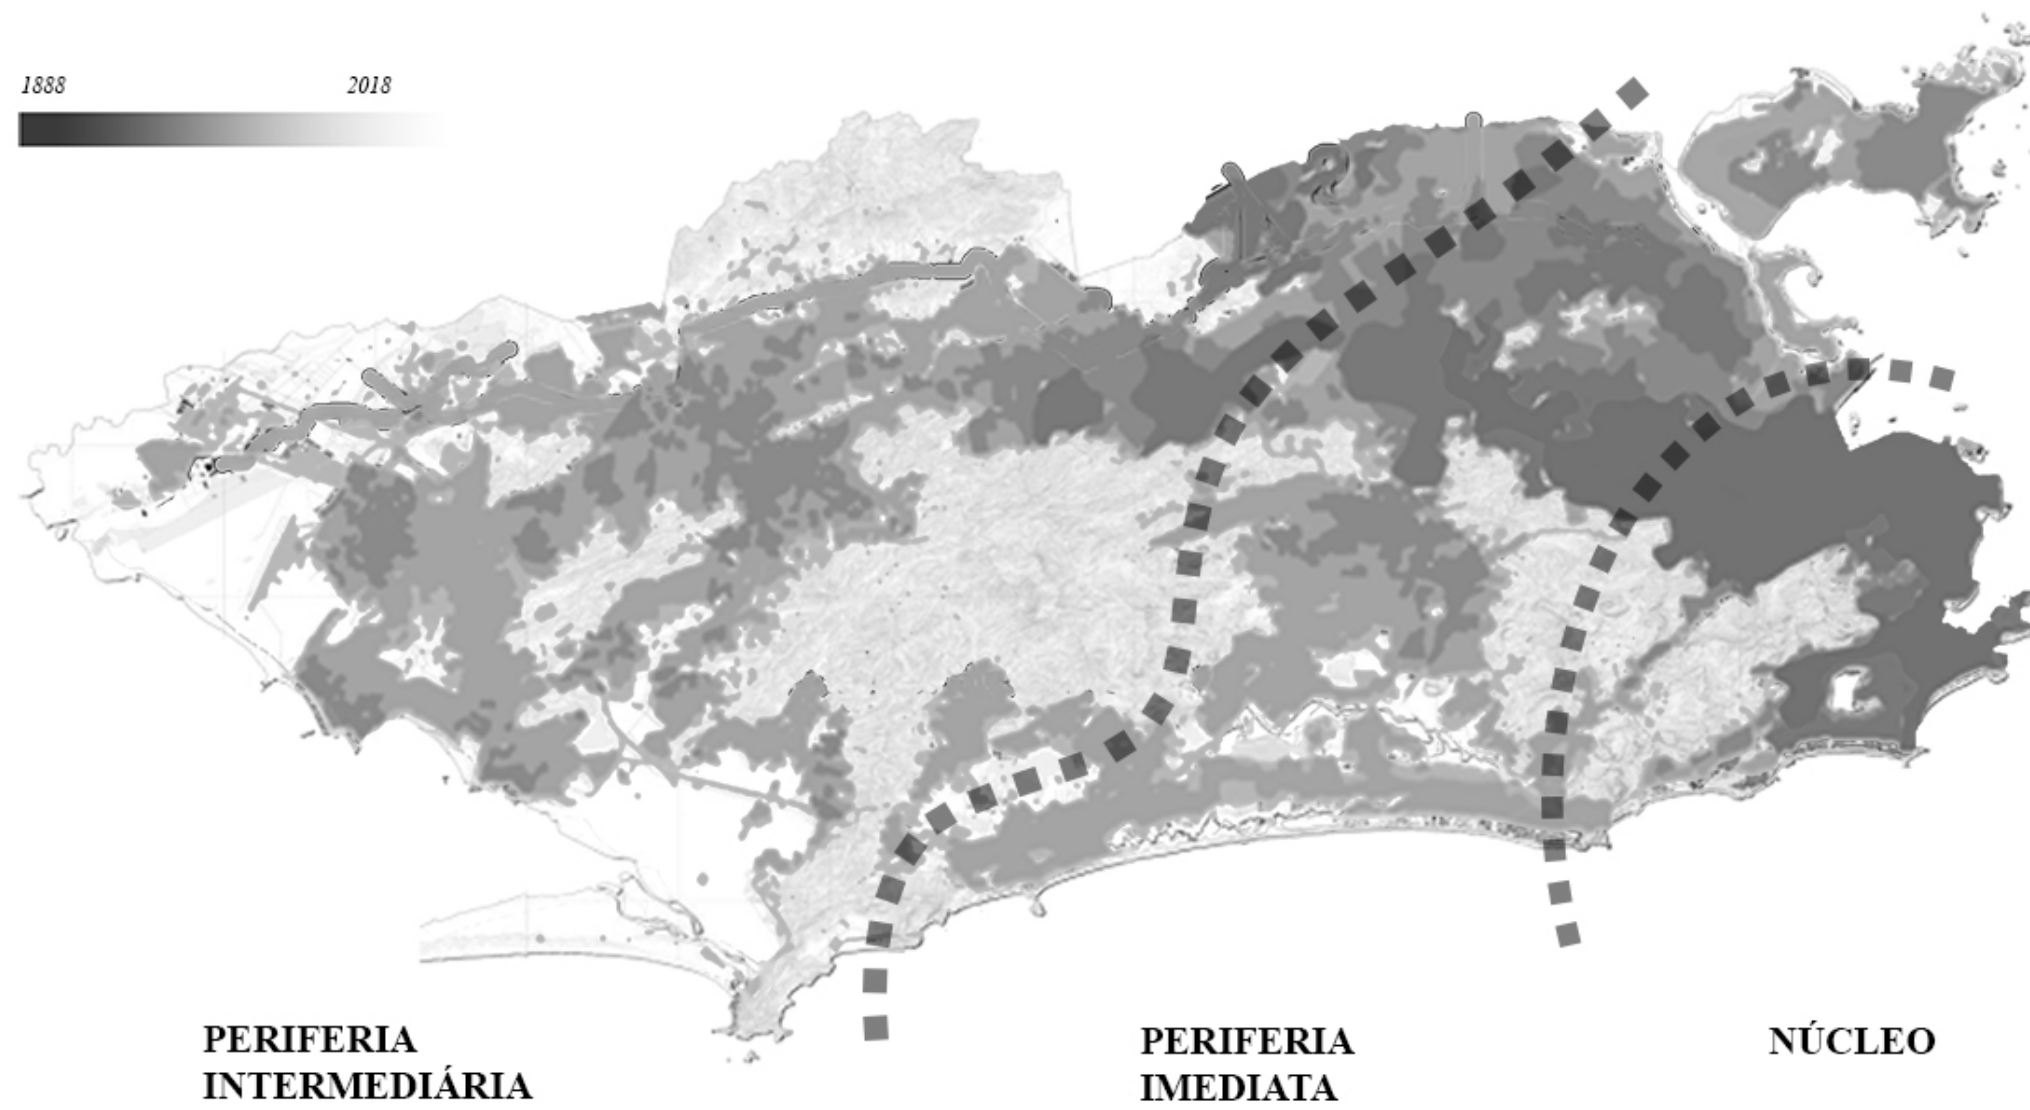 1888 2018
PERIFERIA
INTERMEDIÁRIA
PERIFERIA
IMEDIATA
NÚCLEO